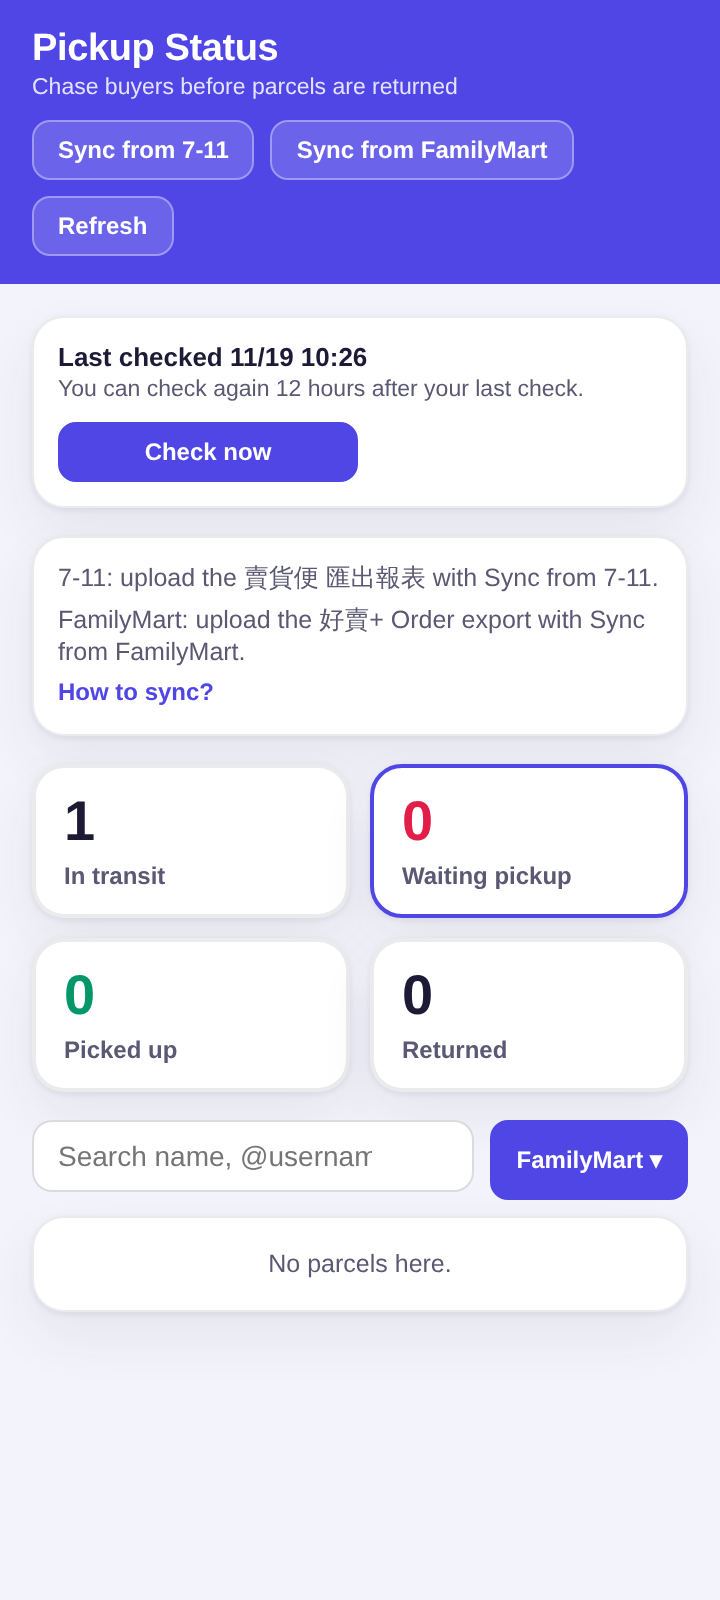 Pickup Status
Chase buyers before parcels are returned
Sync from 7-11
Sync from FamilyMart
Refresh
Last checked 11/19 10:26
You can check again 12 hours after your last check.
Check now
7-11: upload the 賣貨便 匯出報表 with Sync from 7-11.
FamilyMart: upload the 好賣+ Order export with Sync
from FamilyMart.
How to sync?
1
In transit
0
Waiting pickup
0
Picked up
0
Returned
Search name, @usernam
FamilyMart ▾
No parcels here.